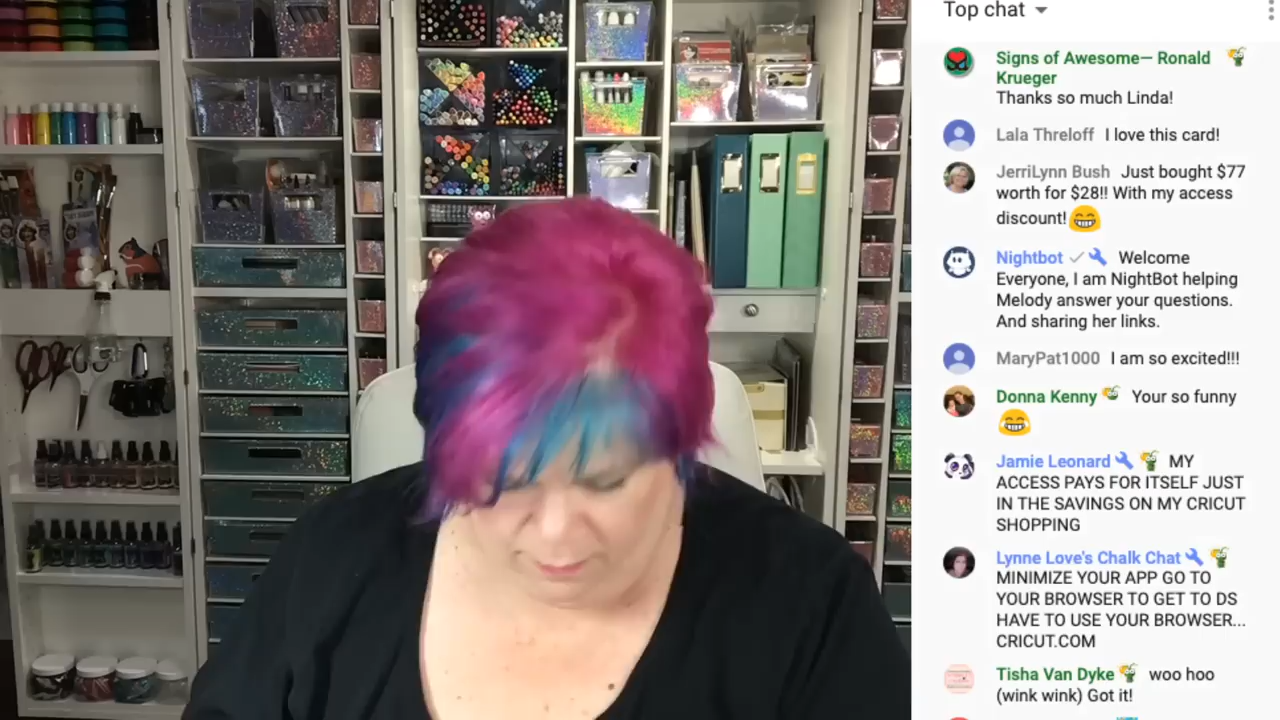 Top chat
Signs of Awesome— Ronald
Krueger
Thanks so much Linda!
Lala Threloff I love this card!
JerriLynn Bush Just bought $77
worth for $28!! With my access
discount!
Nightbot Welcome
Everyone, I am NightBot helping
Melody answer your questions.
And sharing her links.
MaryPat1000 I am so excited!!!
Donna Kenny Your so funny
Jamie Leonard MY
ACCESS PAYS FOR ITSELF JUST
IN THE SAVINGS ON MY CRICUT
SHOPPING
Lynne Love's Chalk Chat
MINIMIZE YOUR APP GO TO
YOUR BROWSER TO GET TO DS
HAVE TO USE YOUR BROWSER...
CRICUT.COM
Tisha Van Dyke woo hoo
(wink wink) Got it!